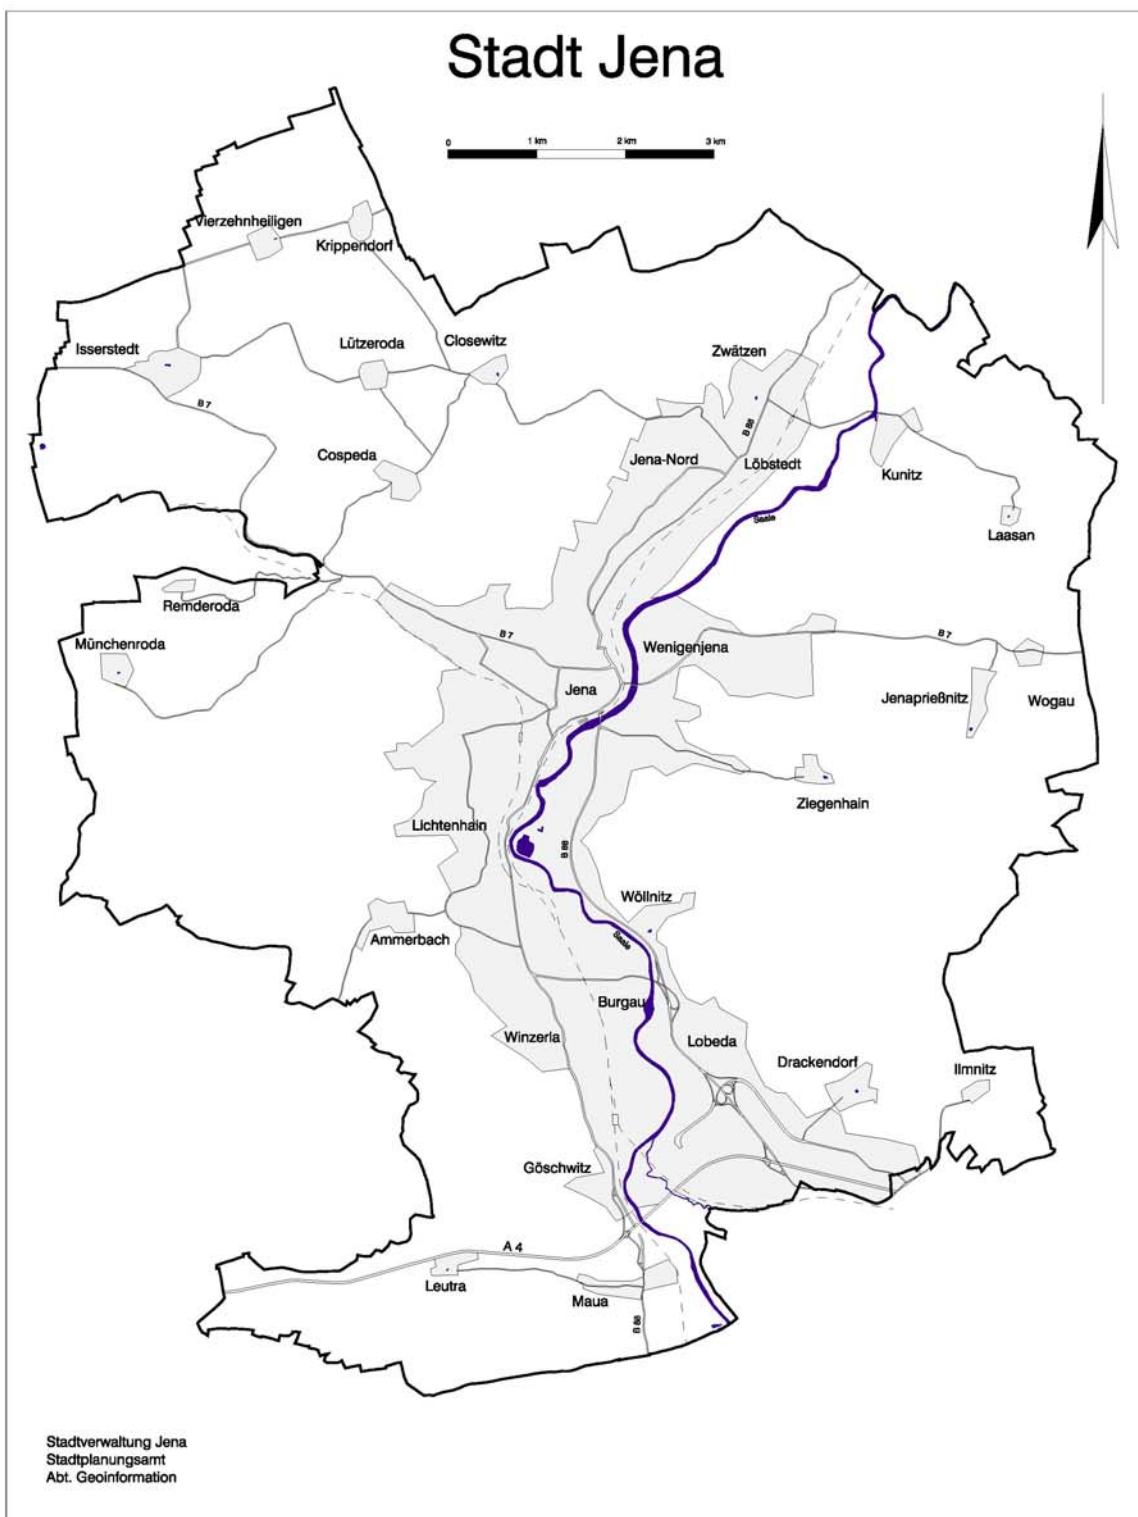 Stadt Jena
0 1 km 2 km 3 km
Vierzehnheiligen
Krippendorf
Isserstedt
Lützeroda
Closewitz
Zwätzen
B 7
B 88
Cospeda
Jena-Nord
Löbstedt
Kunitz
Saale
Laasan
Remderoda
Münchenroda
B 7
Wenigenjena
B 7
Jena
Jenaprießnitz
Wogau
Ziegenhain
Lichtenhain
B 88
Wöllnitz
Ammerbach
Saale
Burgau
Winzerla
Lobeda
Drackendorf
Ilmnitz
Göschwitz
A 4
Leutra
Maua
B 88
Stadtverwaltung Jena
Stadtplanungsamt
Abt. Geoinformation